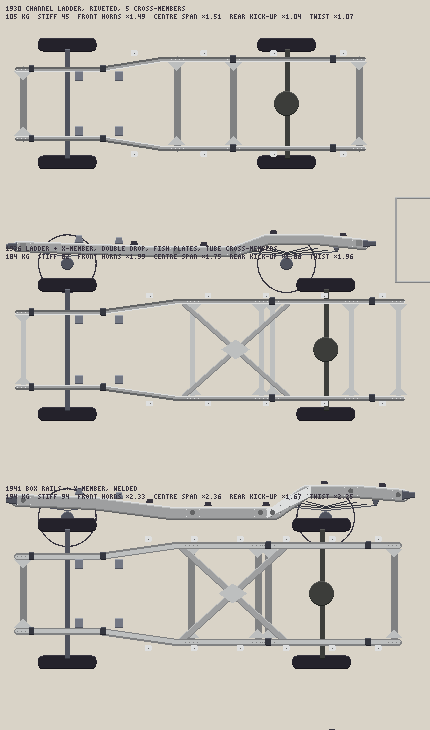 1930 CHANNEL LADDER, RIVETED, 5 CROSS-MEMBERS
105 KG STIFF 45 FRONT HORNS ×1.49 CENTRE SPAN ×1.51 REAR KICK-UP ×1.04 TWIST ×1.07
LADDER + X-MEMBER, DOUBLE DROP, FISH PLATES, TUBE CROSS-MEMBERS
184 KG STIFF FRONT HORNS ×1.99 CENTRE SPAN ×1.75 REAR KICK-UP TWIST ×1.96
1941 BOX RAILS + X-MEMBER, WELDED
KG STIFF 94 FRONT HORNS ×2.33 CENTRE SPAN ×2.36 REAR KICK-UP ×1.67 TWIST